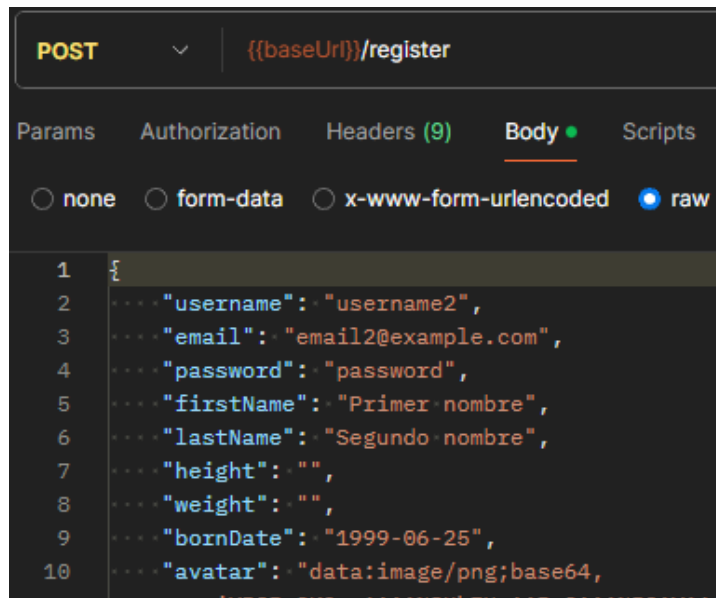 POST {{baseUrl}}/register
Params Authorization Headers (9) Body Scripts
none form-data x-www-form-urlencoded raw
1 {
2 "username": "username2",
3 "email": "email2@example.com",
4 "password": "password",
5 "firstName": "Primer nombre",
6 "lastName": "Segundo nombre",
7 "height": "",
8 "weight": "",
9 "bornDate": "1999-06-25",
10 "avatar": "data:image/png;base64,